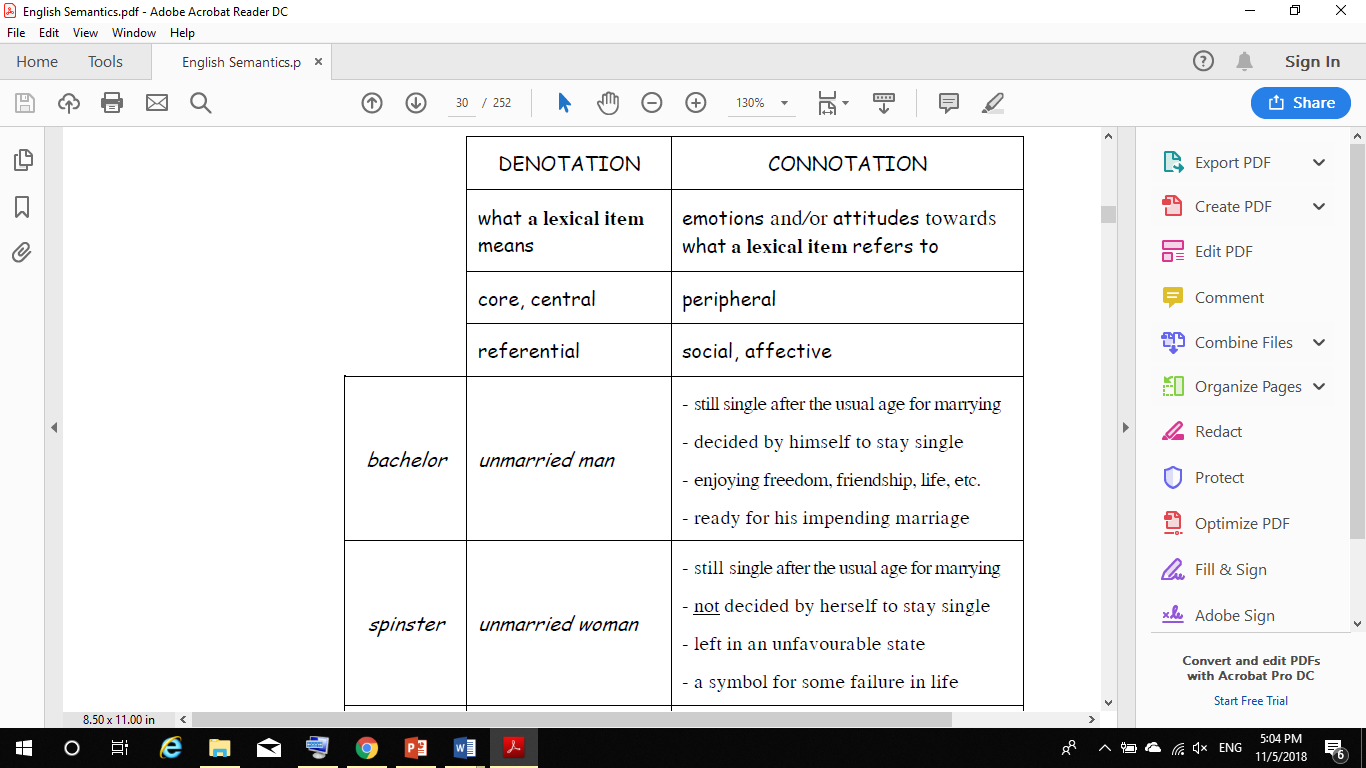 English Semantics.pdf - Adobe Acrobat Reader DC
File Edit View Window Help
Home Tools English Semantics.p × Sign In
30 / 252 130% Share
DENOTATION CONNOTATION
what a lexical item
means
emotions and/or attitudes towards
what a lexical item refers to
core, central peripheral
referential social, affective
bachelor unmarried man
- still single after the usual age for marrying
- decided by himself to stay single
- enjoying freedom, friendship, life, etc.
- ready for his impending marriage
spinster unmarried woman
- still single after the usual age for marrying
- not decided by herself to stay single
- left in an unfavourable state
- a symbol for some failure in life
8.50 x 11.00 in
Export PDF
Create PDF
Edit PDF
Comment
Combine Files
Organize Pages
Redact
Protect
Optimize PDF
Fill & Sign
Adobe Sign
Convert and edit PDFs
with Acrobat Pro DC
Start Free Trial
ENG
5:04 PM
11/5/2018
6